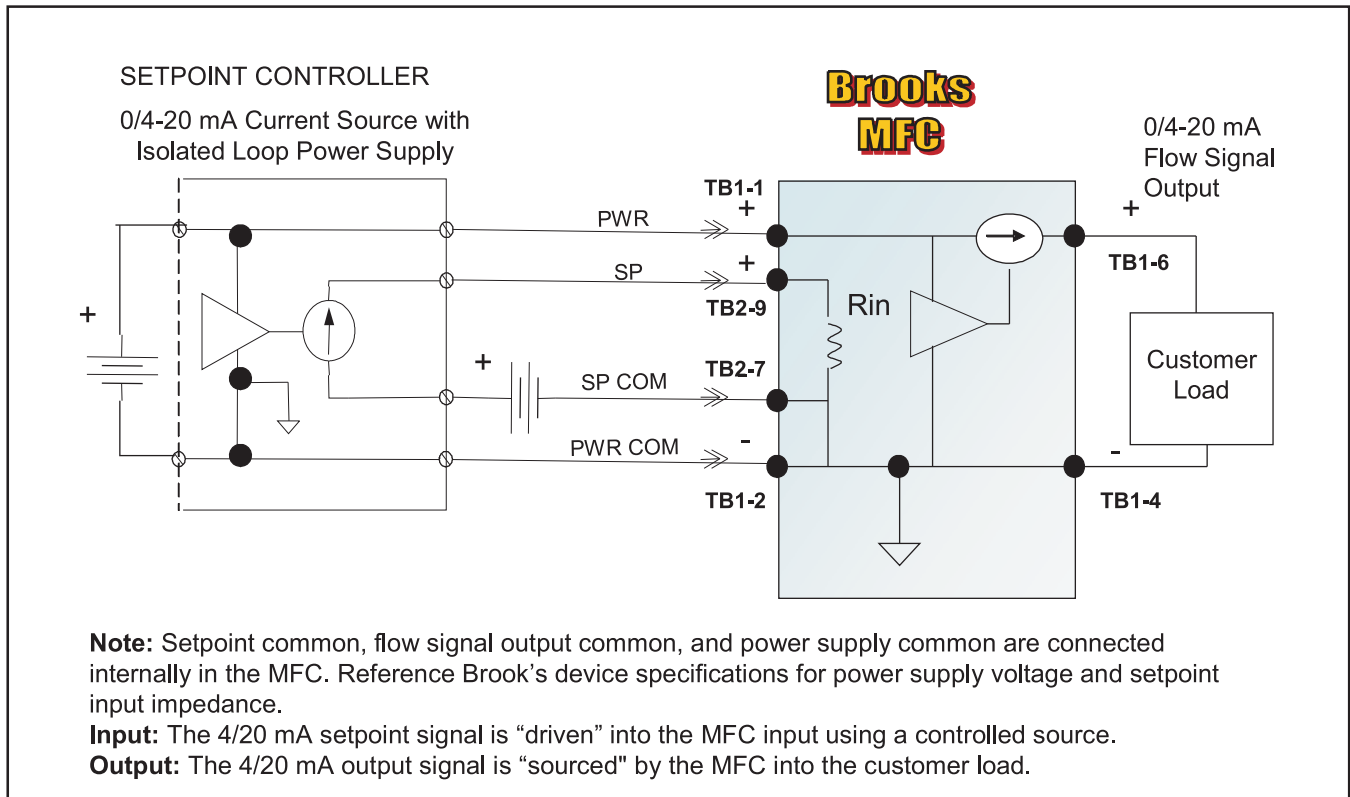 SETPOINT CONTROLLER
0/4-20 mA Current Source with
Isolated Loop Power Supply
Brooks
MFC
0/4-20 mA
Flow Signal
Output
TB1-1
+
PWR
+
SP
TB2-9
Rin
+
TB1-6
+
TB2-7
+
SP COM
Customer
Load
-
PWR COM
-
TB1-2
TB1-4
Note: Setpoint common, flow signal output common, and power supply common are connected
internally in the MFC. Reference Brook's device specifications for power supply voltage and setpoint
input impedance.
Input: The 4/20 mA setpoint signal is “driven” into the MFC input using a controlled source.
Output: The 4/20 mA output signal is “sourced" by the MFC into the customer load.